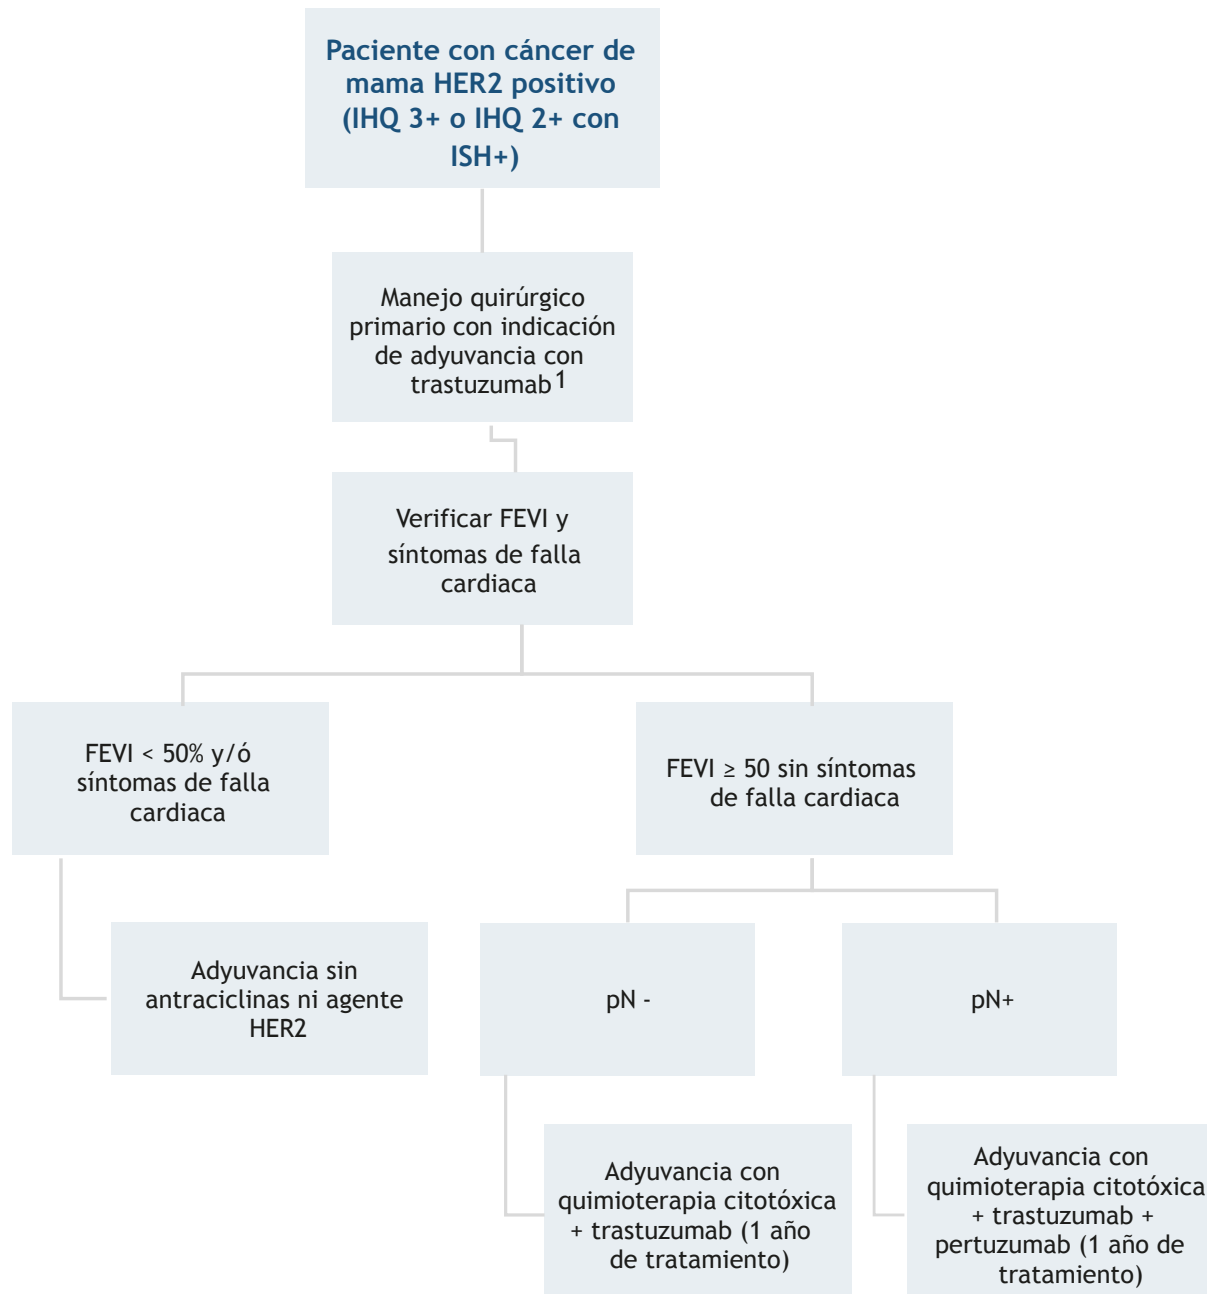 Paciente con cáncer de
mama HER2 positivo
(IHQ 3+ o IHQ 2+ con
ISH+)
Manejo quirúrgico
primario con indicación
de adyuvancia con
trastuzumab1
Verificar FEVI y
síntomas de falla
cardiaca
FEVI < 50% y/ó
síntomas de falla
cardiaca
FEVI ≥ 50 sin síntomas
de falla cardiaca
Adyuvancia sin
antraciclinas ni agente
HER2
pN -
pN+
Adyuvancia con
quimioterapia citotóxica
+ trastuzumab (1 año
de tratamiento)
Adyuvancia con
quimioterapia citotóxica
+ trastuzumab +
pertuzumab (1 año de
tratamiento)